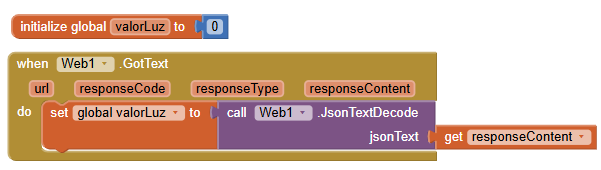 initialize global valorLuz to 0
when Web1 .GotText
url responseCode responseType responseContent
do set global valorLuz to call Web1 .JsonTextDecode
jsonText get responseContent